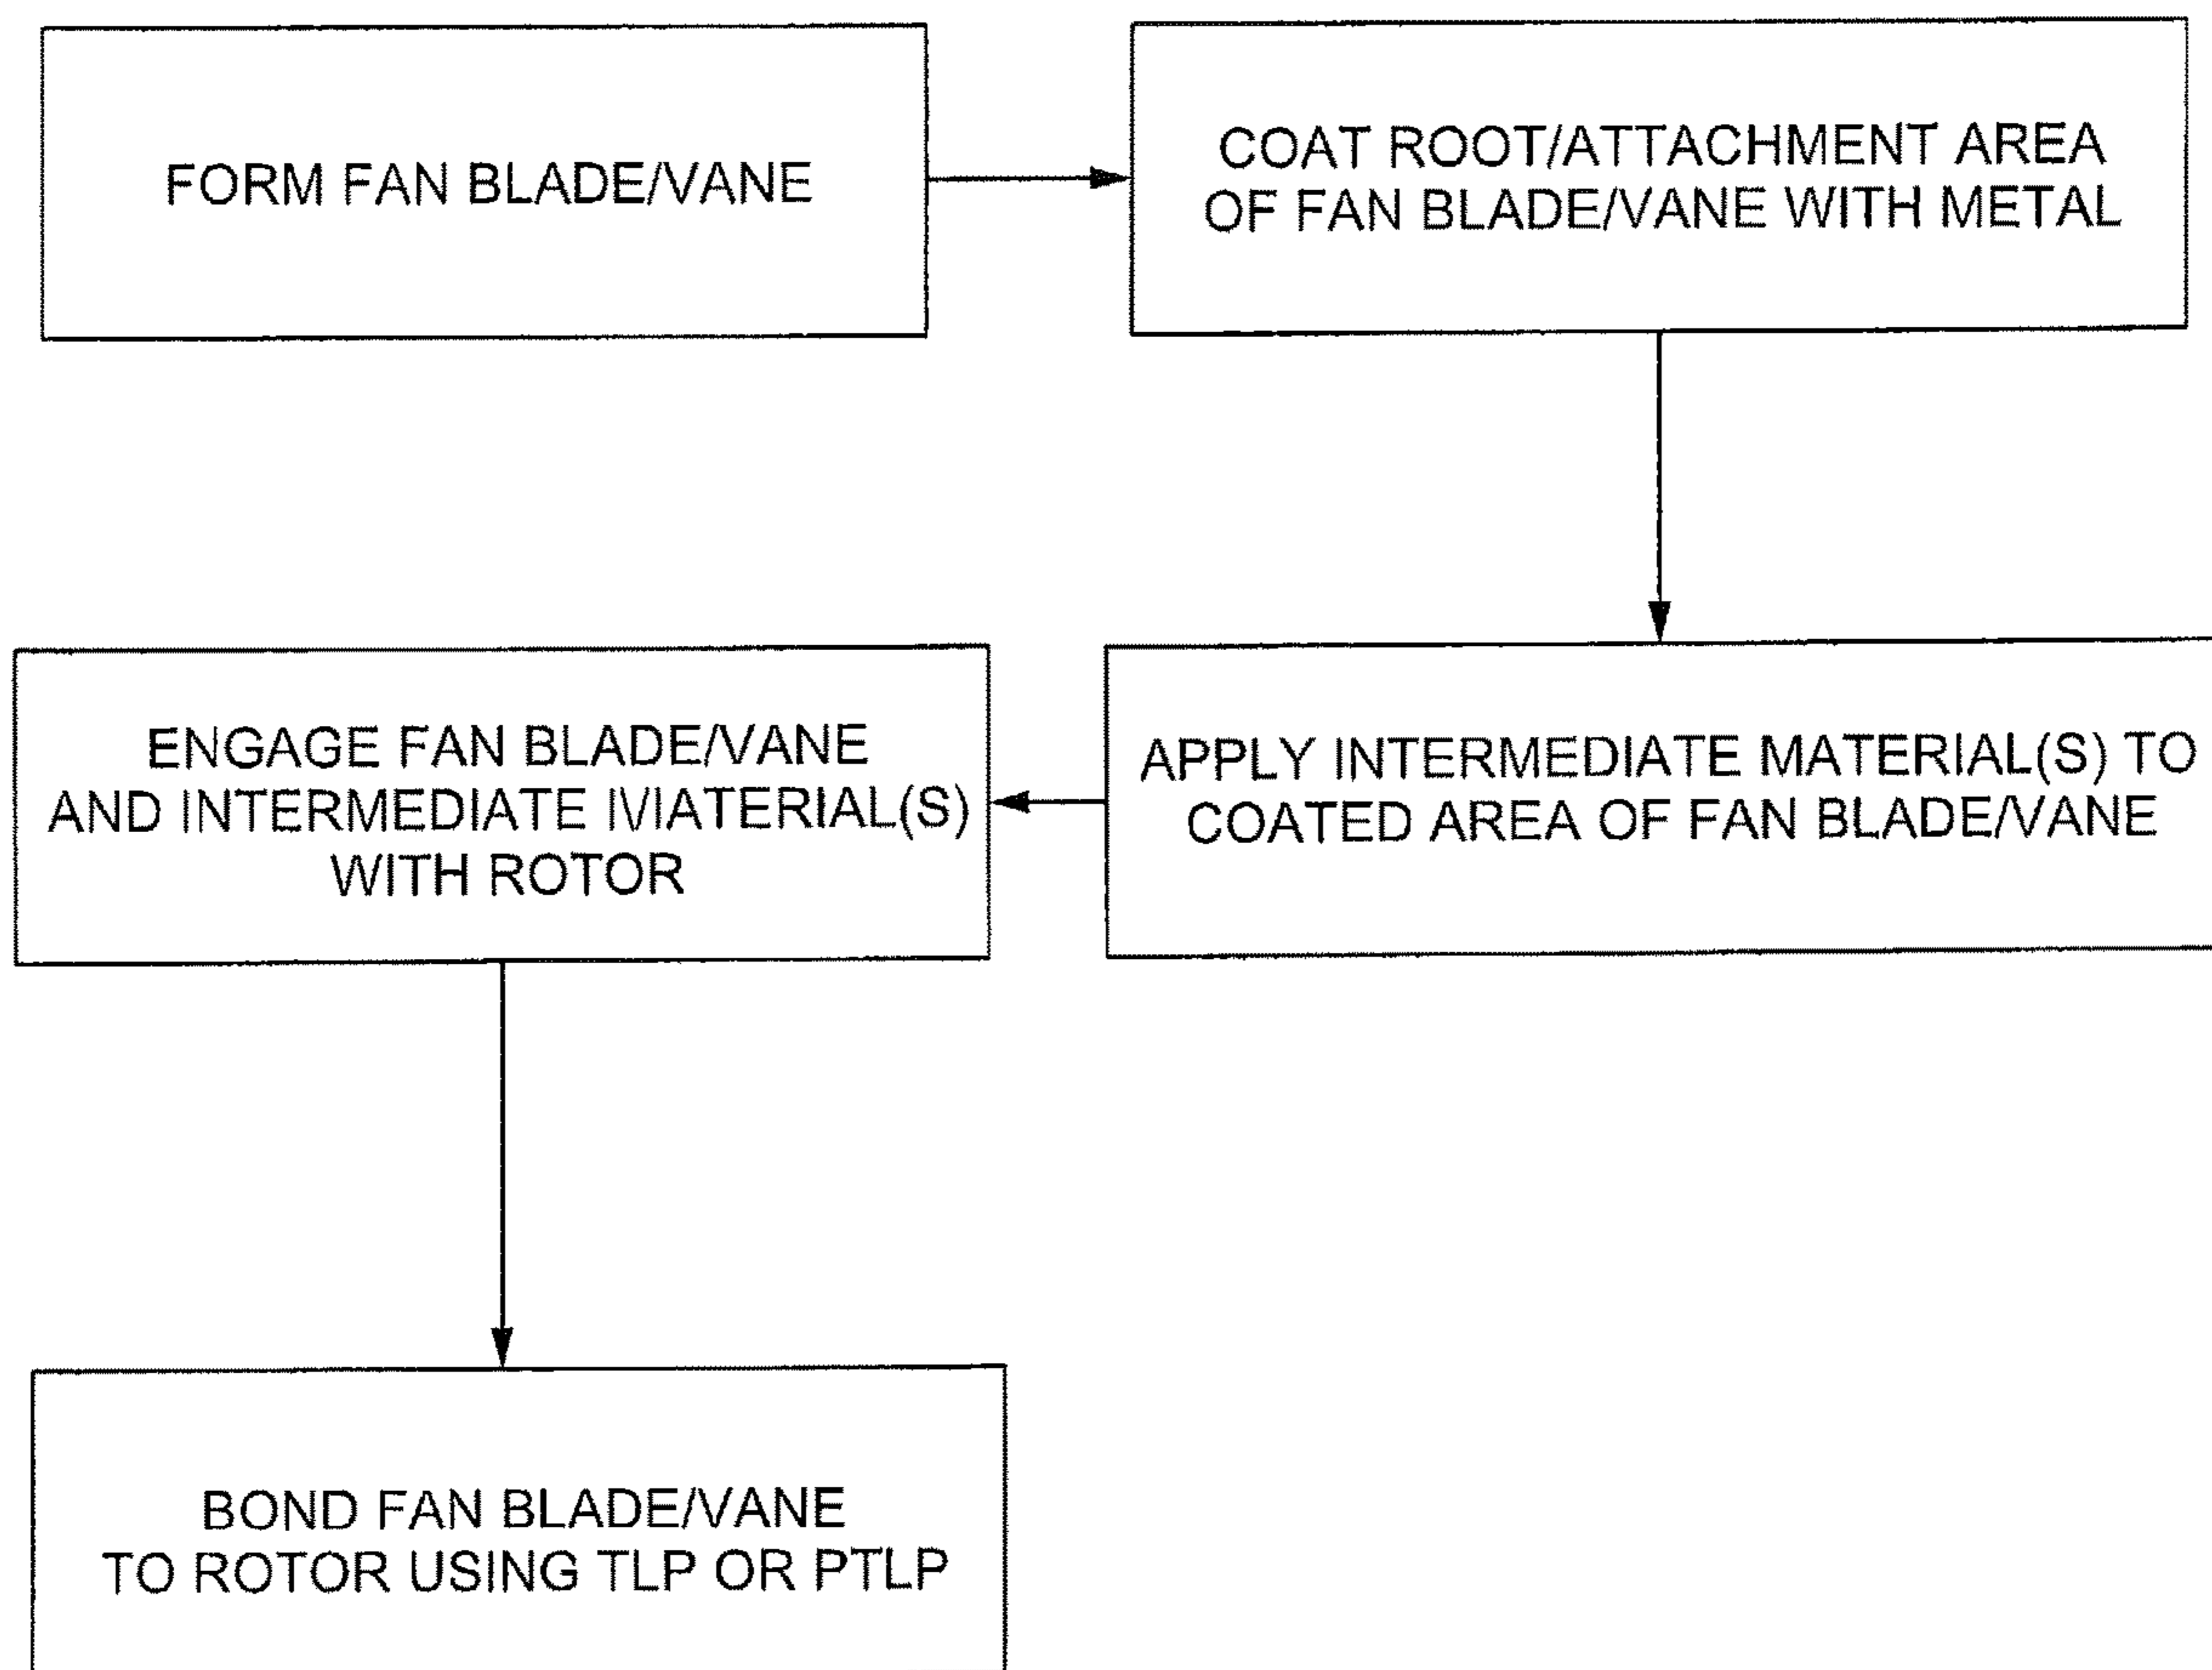 FORM FAN BLADE/VANE
COAT ROOT/ATTACHMENT AREA
OF FAN BLADE/VANE WITH METAL
APPLY INTERMEDIATE MATERIAL(S) TO
COATED AREA OF FAN BLADE/VANE
ENGAGE FAN BLADE/VANE
AND INTERMEDIATE MATERIAL(S)
WITH ROTOR
BOND FAN BLADE/VANE
TO ROTOR USING TLP OR PTLP